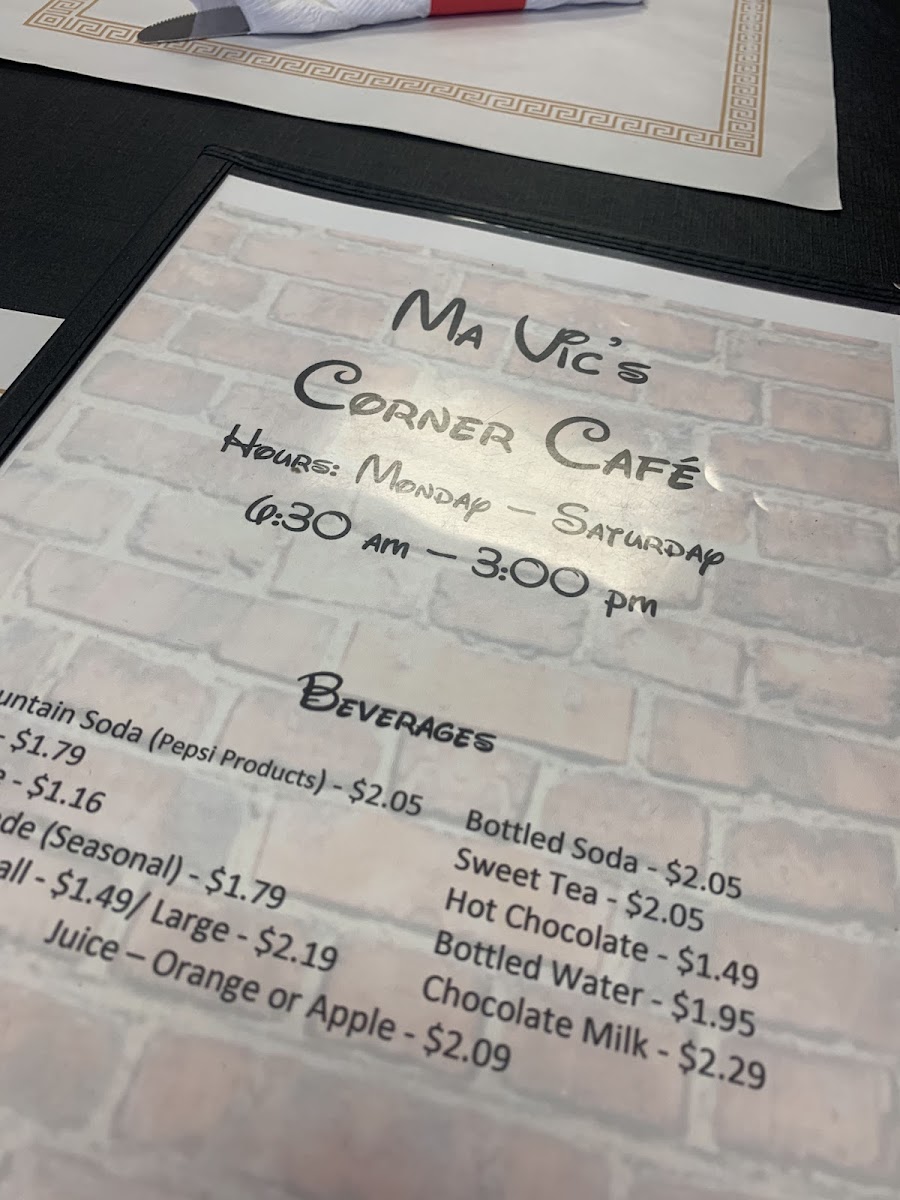 Ma Vic's
Corner Café
Hours: Monday – Saturday
6:30 am – 3:00 pm
Beverages
untain Soda (Pepsi Products) - $2.05
- $1.79
- $1.16
de (Seasonal) - $1.79
all - $1.49/ Large - $2.19
Juice – Orange or Apple - $2.09
Bottled Soda - $2.05
Sweet Tea - $2.05
Hot Chocolate - $1.49
Bottled Water - $1.95
Chocolate Milk - $2.29